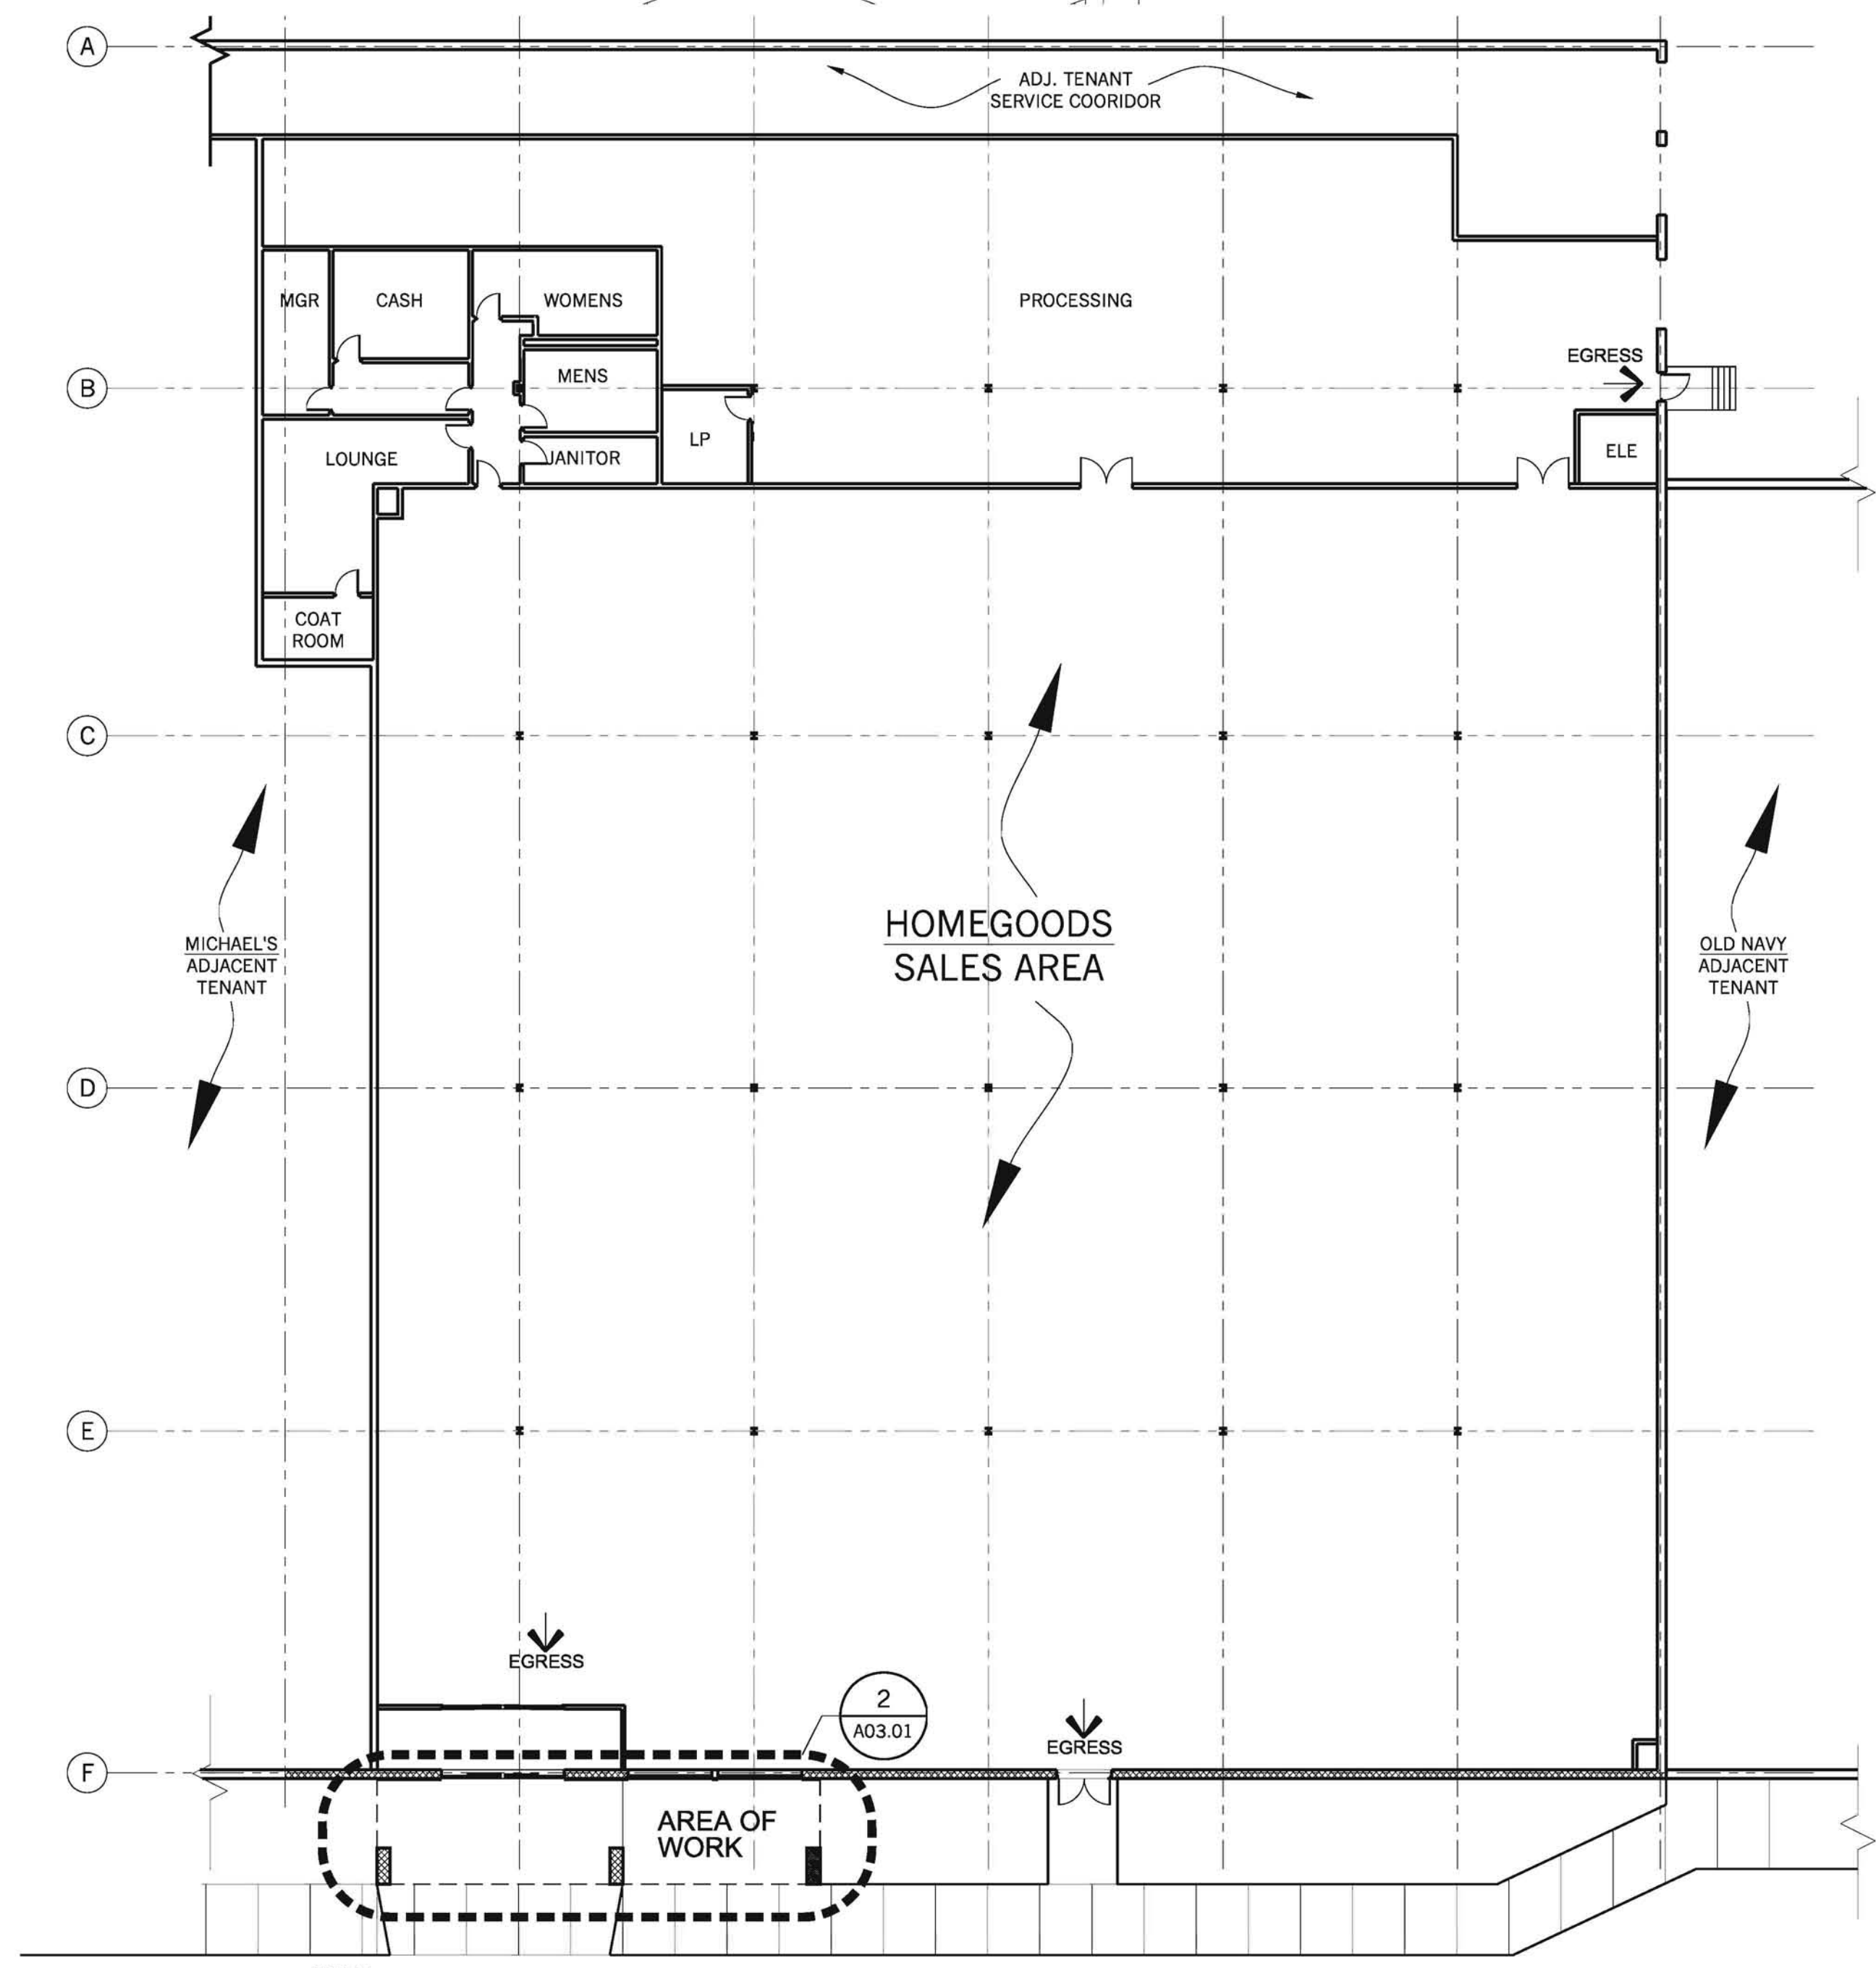 A
ADJ. TENANT
SERVICE COORIDOR
MGR
CASH
WOMENS
PROCESSING
EGRESS
B
MENS
LP
ELE
LOUNGE
JANITOR
COAT
ROOM
C
HOMEGOODS
SALES AREA
MICHAEL'S
ADJACENT
TENANT
OLD NAVY
ADJACENT
TENANT
D
E
EGRESS
2
A03.01
EGRESS
F
AREA OF
WORK